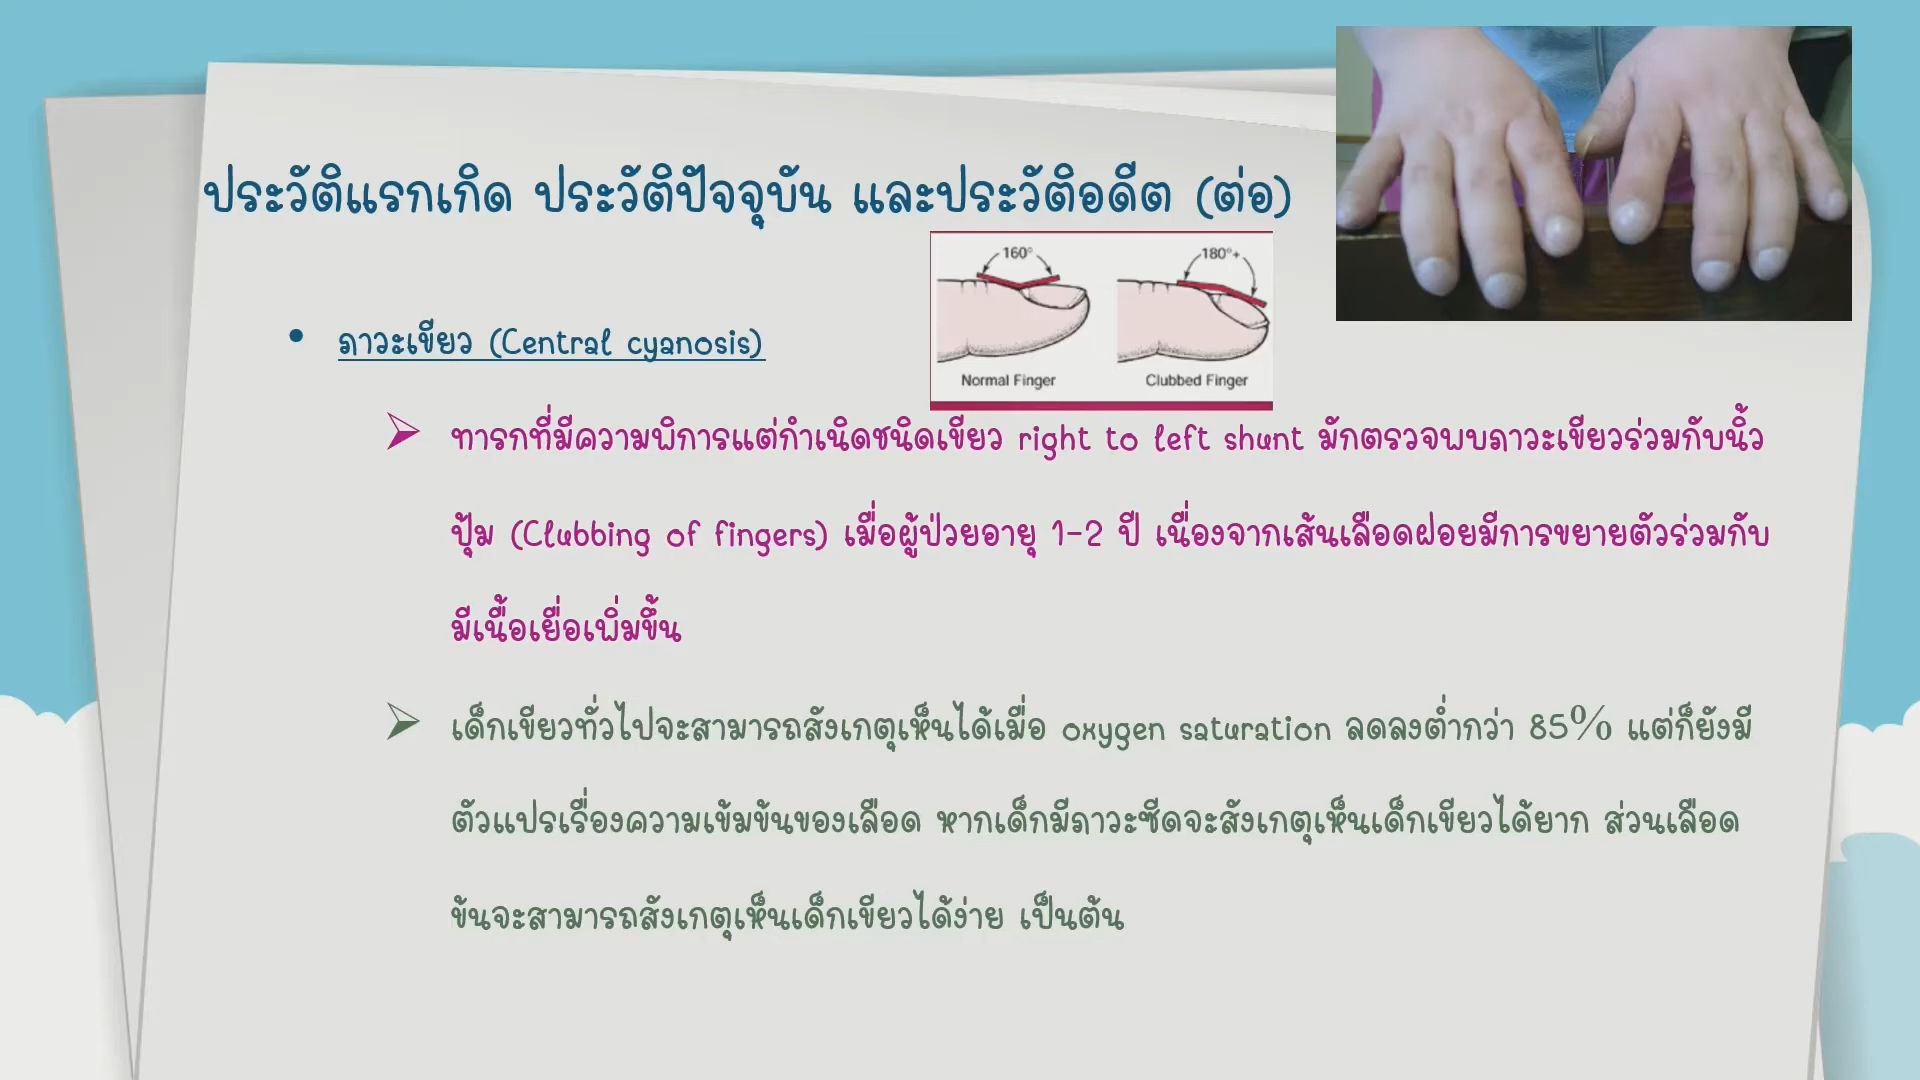 ประวัติแรกเกิด ประวัติปัจจุบัน และประวัติอดีต (ต่อ)
160°
180°+
Normal Finger
Clubbed Finger
• ภาวะเขียว (Central cyanosis)
ทารกที่มีความพิการแต่กำเนิดชนิดเขียว right to left shunt มักตรวจพบภาวะเขียวร่วมกับนิ้ว
ปุ้ม (Clubbing of fingers) เมื่อผู้ป่วยอายุ 1-2 ปี เนื่องจากเส้นเลือดฝอยมีการขยายตัวร่วมกับ
มีเนื้อเยื่อเพิ่มขึ้น
เด็กเขียวทั่วไปจะสามารถสังเกตุเห็นได้เมื่อ oxygen saturation ลดลงต่ำกว่า 85% แต่ก็ยังมี
ตัวแปรเรื่องความเข้มข้นของเลือด หากเด็กมีภาวะซีดจะสังเกตุเห็นเด็กเขียวได้ยาก ส่วนเลือด
ข้นจะสามารถสังเกตุเห็นเด็กเขียวได้ง่าย เป็นต้น